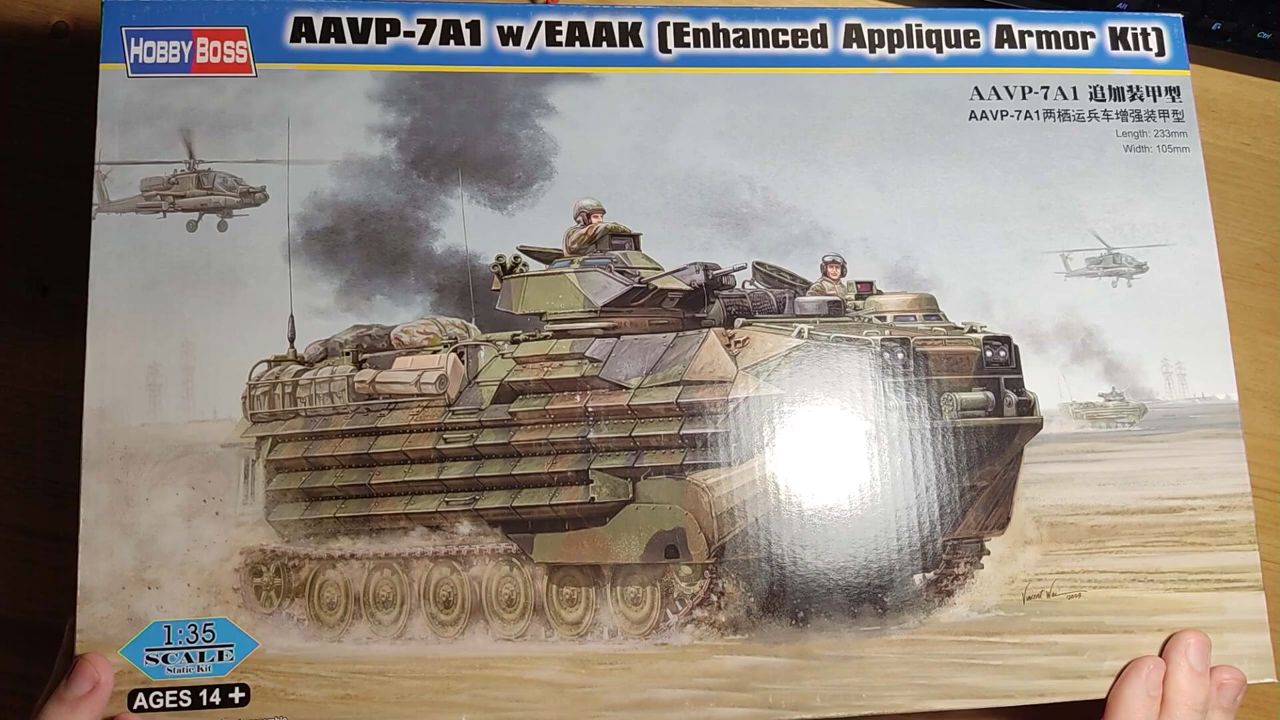 HOBBY BOSS
AAVP-7A1 w/EAAK (Enhanced Applique Armor Kit)
AAVP-7A1 追加装甲型
AAVP-7A1两栖运兵车增强装甲型
Length: 233mm
Width: 105mm
1:35
SCALE
Static Kit
AGES 14 +
Alt
Ctrl